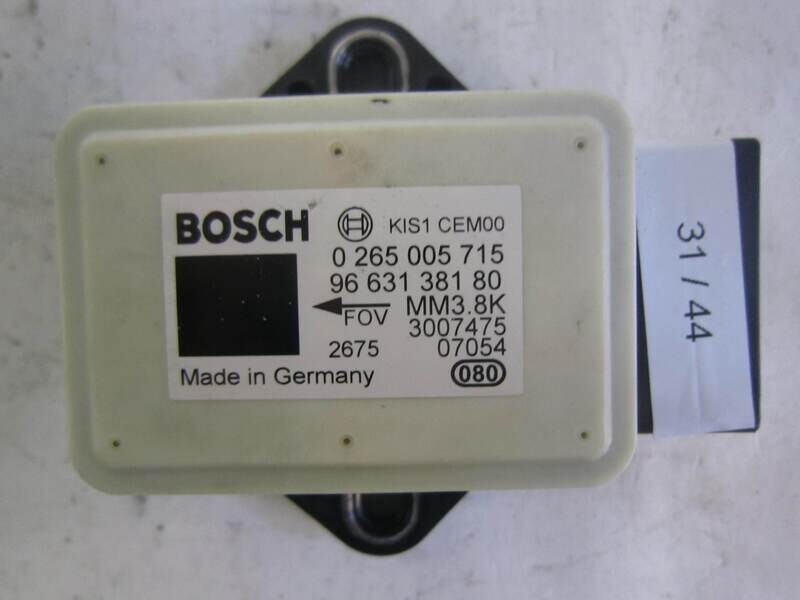 BOSCH KIS1 CEM00
0 265 005 715
96 631 381 80
FOV MM3.8K
3007475
2675 07054
Made in Germany 080
31 / 44